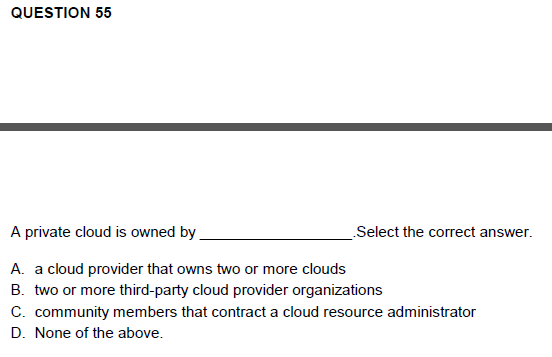 QUESTION 55
A private cloud is owned by ___________________.Select the correct answer.
A. a cloud provider that owns two or more clouds
B. two or more third-party cloud provider organizations
C. community members that contract a cloud resource administrator
D. None of the above.